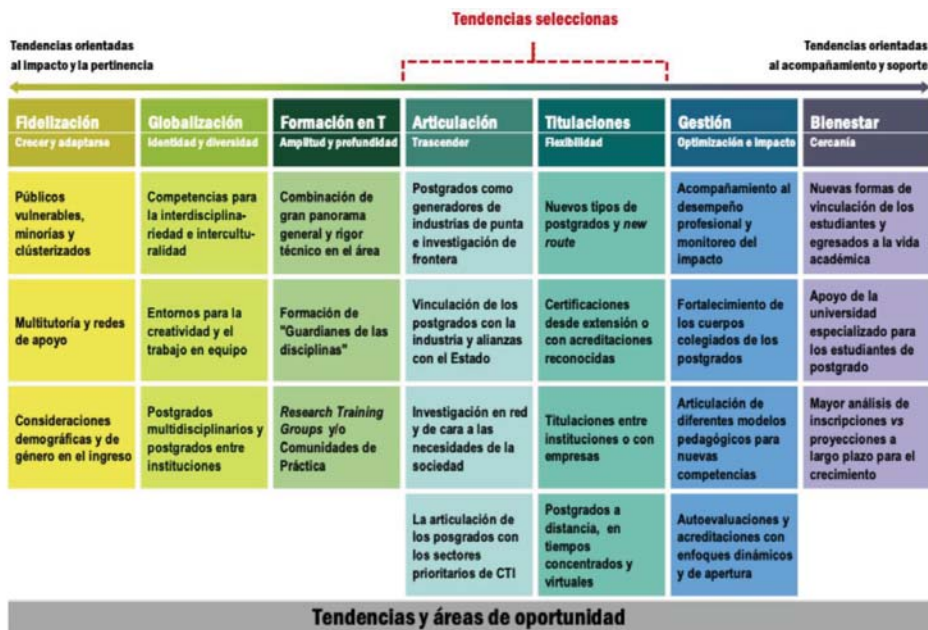 Tendencias seleccionas
Tendencias orientadas
al impacto y la pertinencia
Tendencias orientadas
al acompañamiento y soporte
Fidelización
Crecer y adaptarse
Globalización
Identidad y diversidad
Formación en T
Amplitud y profundidad
Articulación
Trascender
Titulaciones
Flexibilidad
Gestión
Optimización e impacto
Bienestar
Cercanía
Públicos
vulnerables,
minorías y
clústerizados
Competencias para
la interdisciplina-
riedad e intercultu-
ralidad
Combinación de
gran panorama
general y rigor
técnico en el área
Postgrados como
generadores de
industrias de punta
e investigación de
frontera
Nuevos tipos de
postgrados y new
route
Acompañamiento al
desempeño
profesional y
monitoreo del
impacto
Nuevas formas de
vinculación de los
estudiantes y
egresados a la vida
académica
Multitutoría y redes
de apoyo
Entornos para la
creatividad y el
trabajo en equipo
Formación de
"Guardianes de las
disciplinas"
Vinculación de los
postgrados con la
industria y alianzas
con el Estado
Certificaciones
desde extensión o
con acreditaciones
reconocidas
Fortalecimiento de
los cuerpos
colegiados de los
postgrados
Apoyo de la
universidad
especializado para
los estudiantes de
postgrado
Consideraciones
demográficas y de
género en el ingreso
Postgrados
multidisciplinarios y
postgrados entre
instituciones
Research Training
Groups y/o
Comunidades de
Práctica
Investigación en red
y de cara a las
necesidades de la
sociedad
Titulaciones entre
instituciones o con
empresas
Articulación de
diferentes modelos
pedagógicos para
nuevas
competencias
Mayor análisis de
inscripciones vs
proyecciones a
largo plazo para el
crecimiento
La articulación de
los posgrados con
los sectores
prioritarios de CTI
Postgrados a
distancia, en
tiempos
concentrados y
virtuales
Autoevaluaciones y
acreditaciones con
enfoques dinámicos
y de apertura
Tendencias y áreas de oportunidad